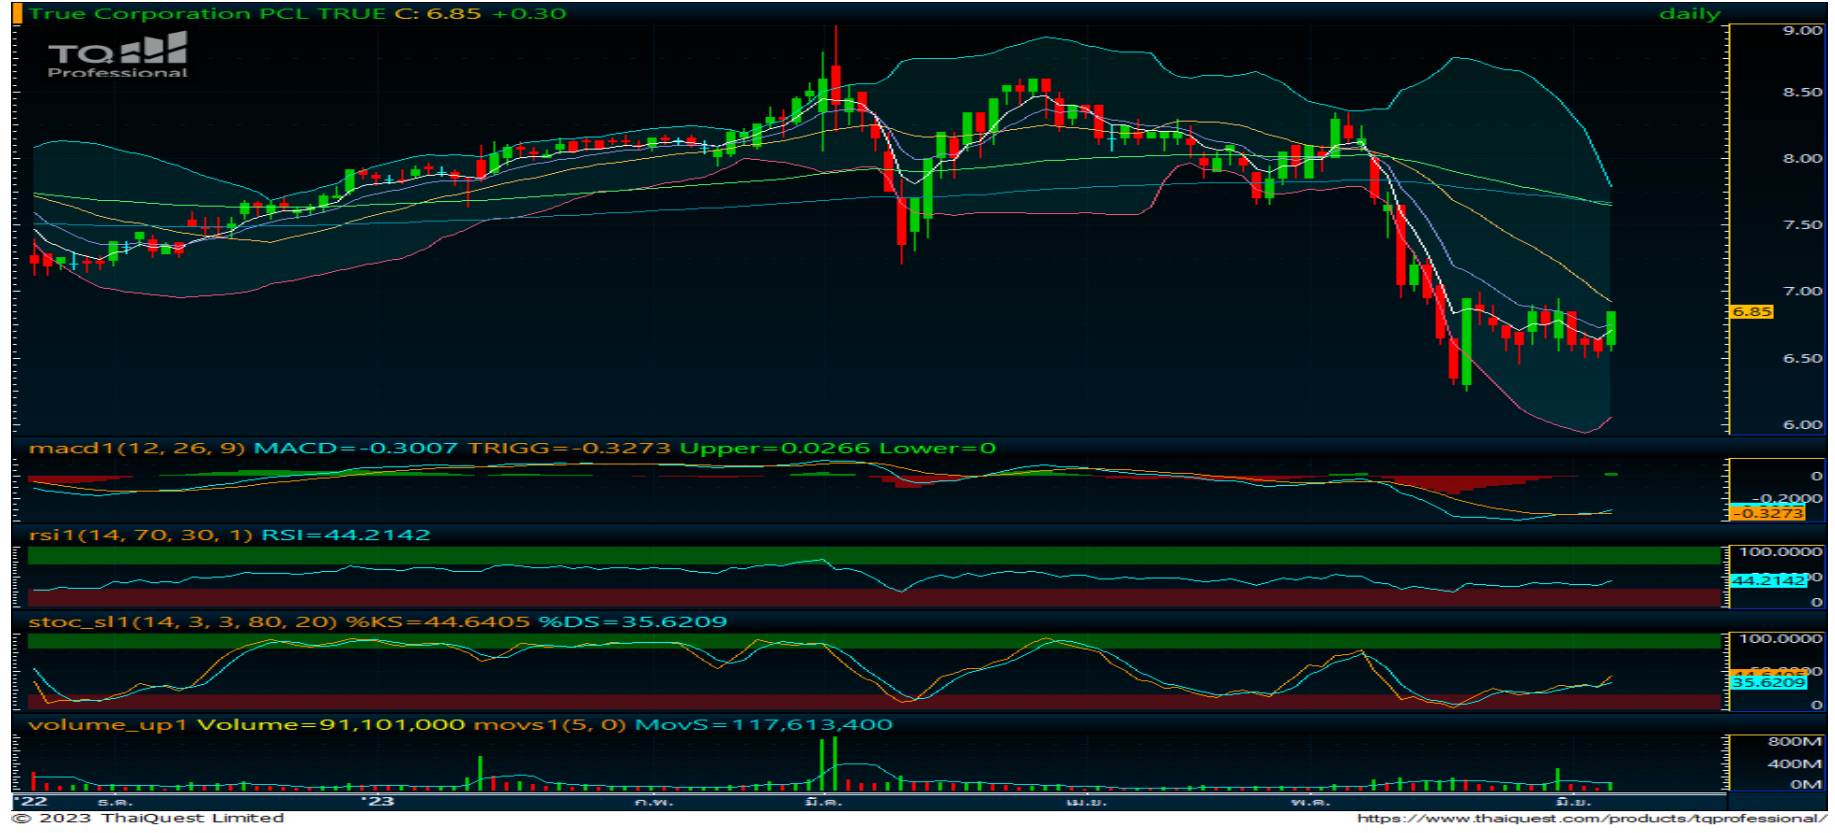 True Corporation PCL TRUE C: 6.85 +0.30 daily
TQ
Professional
9.00
8.50
8.00
7.50
7.00
6.85
6.50
6.00
macd1(12, 26, 9) MACD=-0.3007 TRIGG=-0.3273 Upper=0.0266 Lower=0
0
-0.2000
-0.3273
rsi1(14, 70, 30, 1) RSI=44.2142
100.0000
44.2142
0
stoc_sl1(14, 3, 3, 80, 20) %KS=44.6405 %DS=35.6209
100.0000
35.6209
0
volume_up1 Volume=91,101,000 movs1(5, 0) MovS=117,613,400
800M
400M
0M
'22 ธ.ค. '23 ก.พ. มี.ค. เม.ย. พ.ค. มิ.ย.
© 2023 ThaiQuest Limited https://www.thaiquest.com/products/tqprofessional/